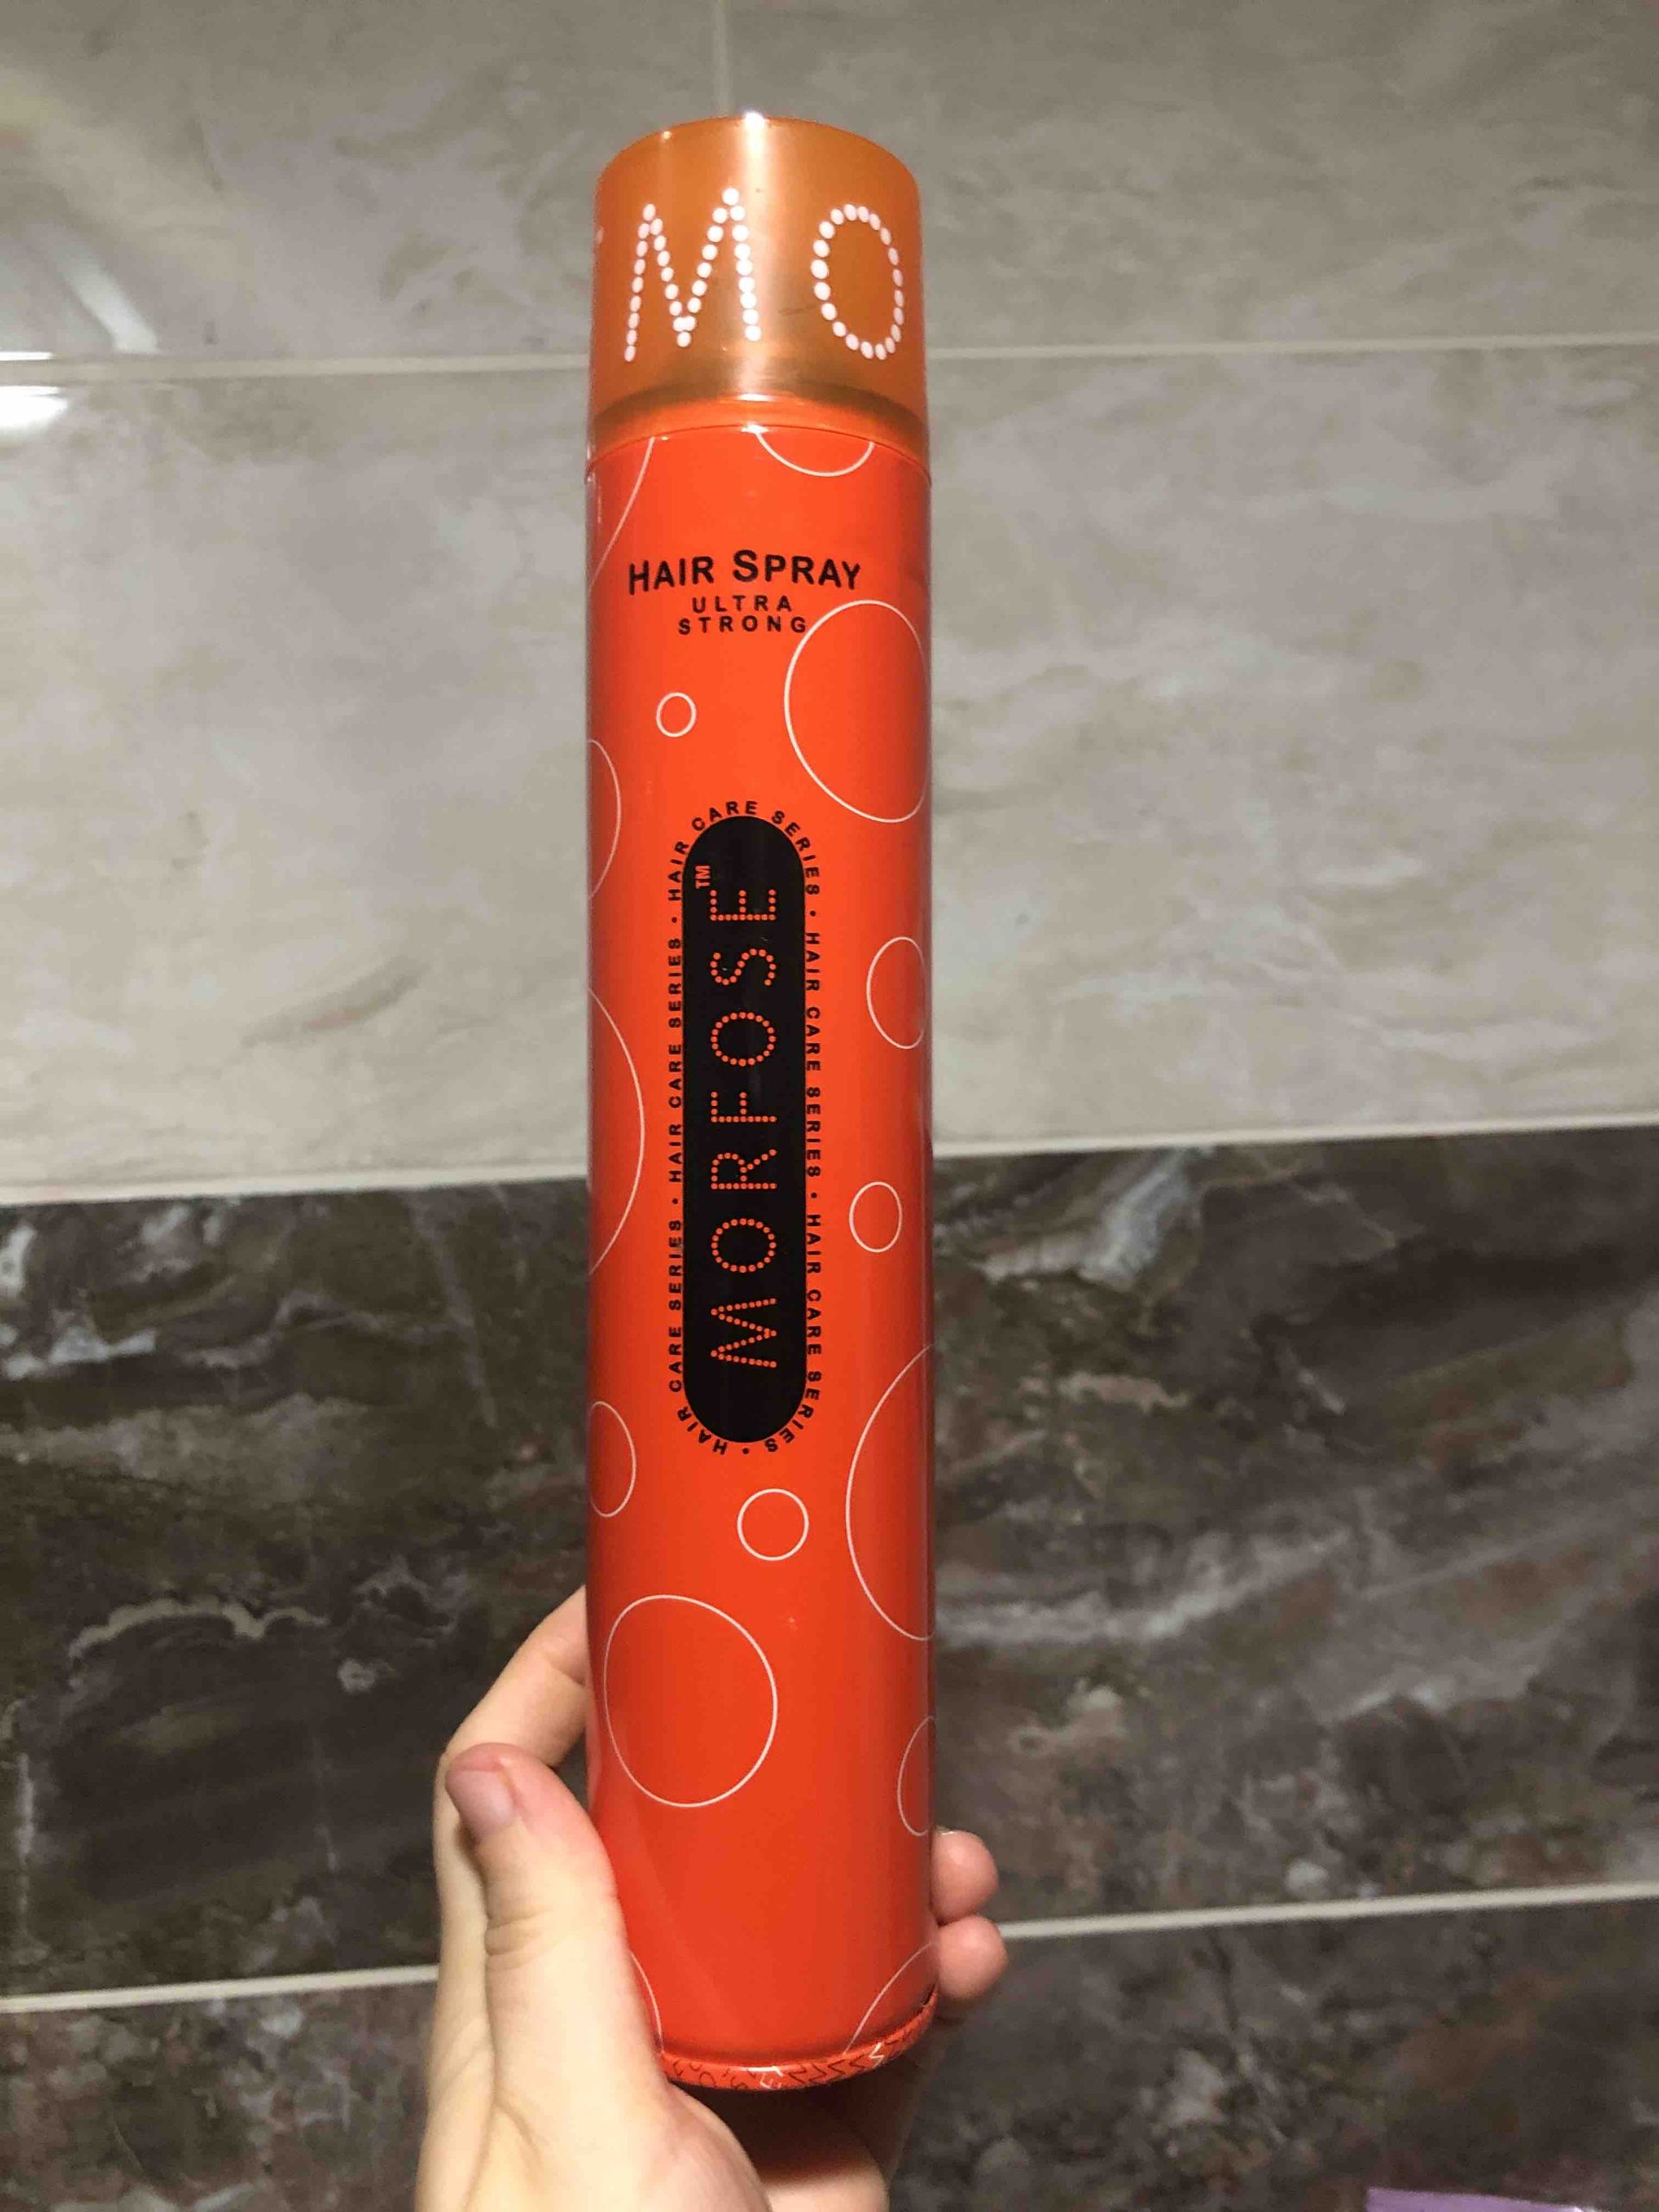 MO
HAIR SPRAY
ULTRA
STRONG
MORFOSE™
HAIR CARE SERIES • HAIR CARE SERIES • HAIR CARE SERIES • HAIR CARE SERIES • HAIR CARE SERIES •